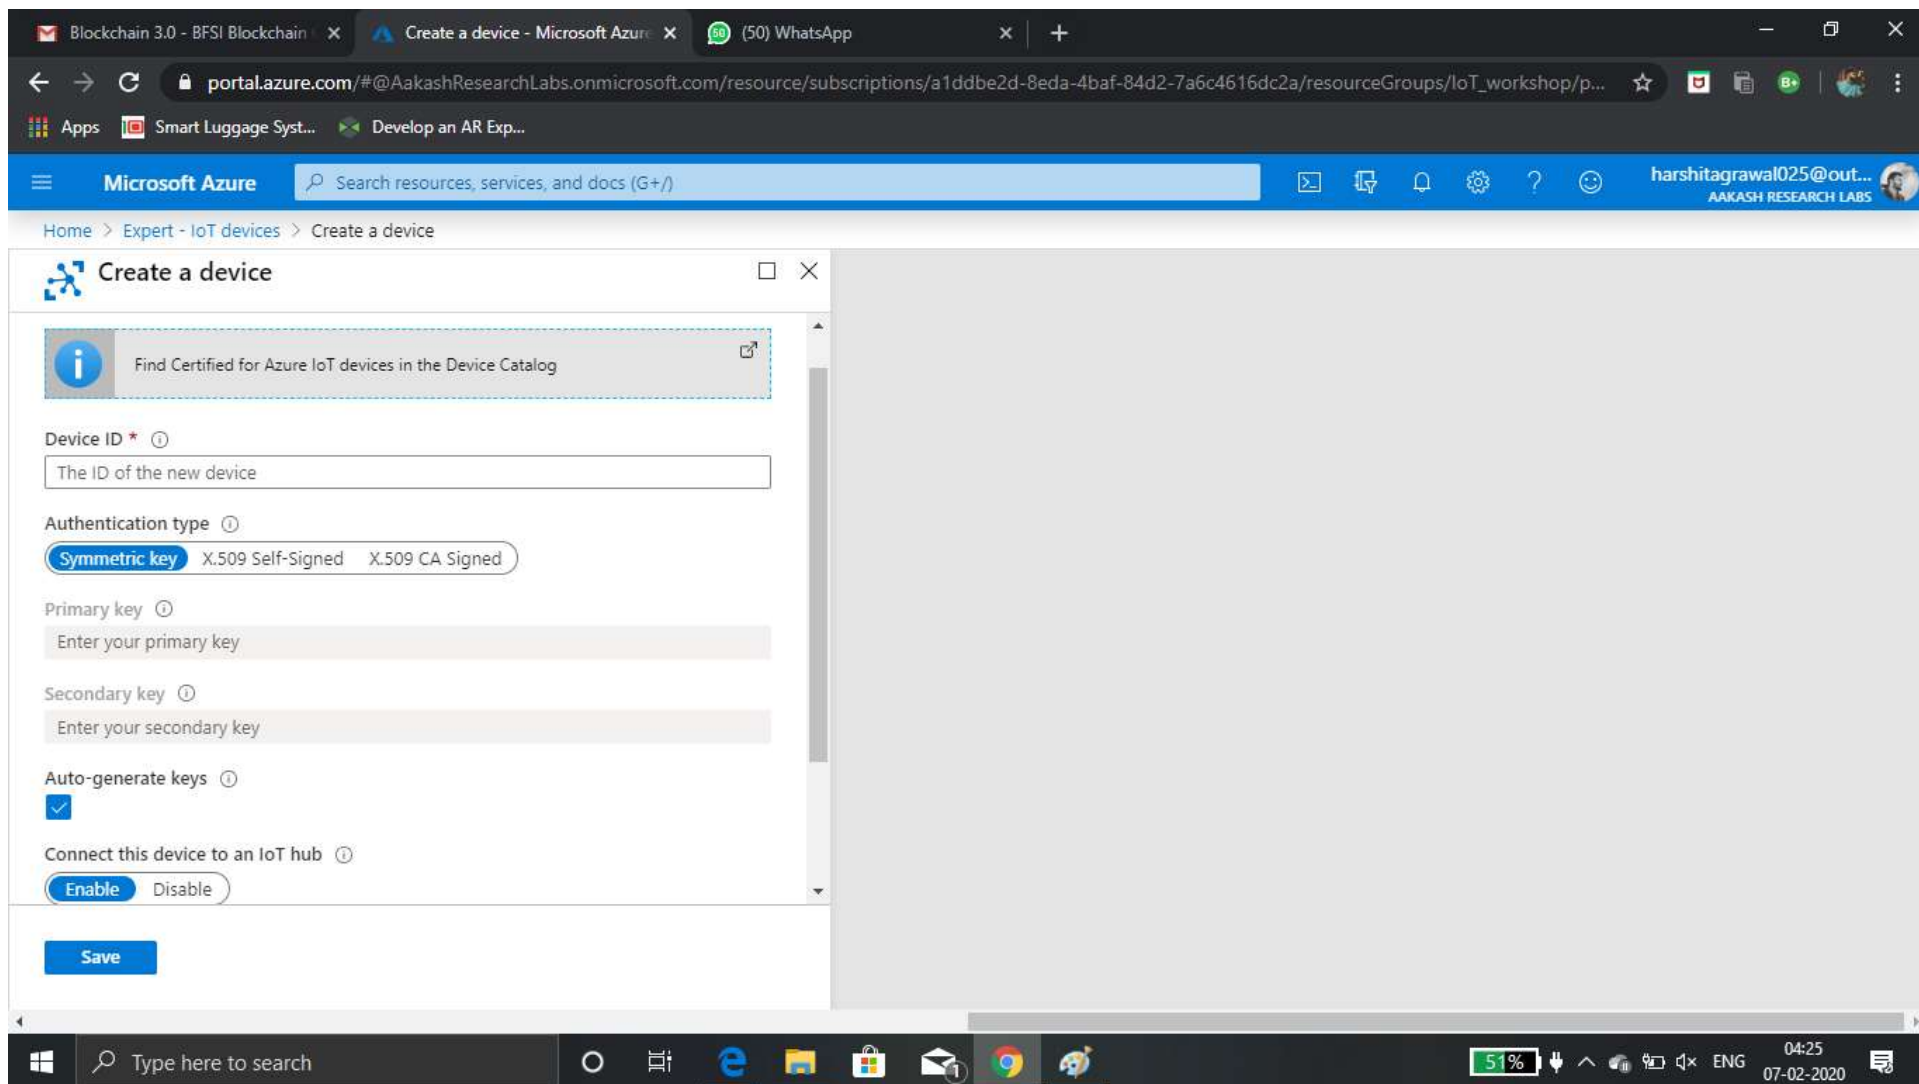 Blockchain 3.0 - BFSI Blockchain
Create a device - Microsoft Azure
(50) WhatsApp
portal.azure.com/#@AakashResearchLabs.onmicrosoft.com/resource/subscriptions/a1ddbe2d-8eda-4baf-84d2-7a6c4616dc2a/resourceGroups/IoT_workshop/p...
Apps
Smart Luggage Syst...
Develop an AR Exp...
Microsoft Azure
Search resources, services, and docs (G+/)
harshitagrawal025@out...
AAKASH RESEARCH LABS
Home > Expert - IoT devices > Create a device
Create a device
Find Certified for Azure IoT devices in the Device Catalog
Device ID *
The ID of the new device
Authentication type
Symmetric key X.509 Self-Signed X.509 CA Signed
Primary key
Enter your primary key
Secondary key
Enter your secondary key
Auto-generate keys
Connect this device to an IoT hub
Enable Disable
Save
Type here to search
51%
ENG
04:25
07-02-2020